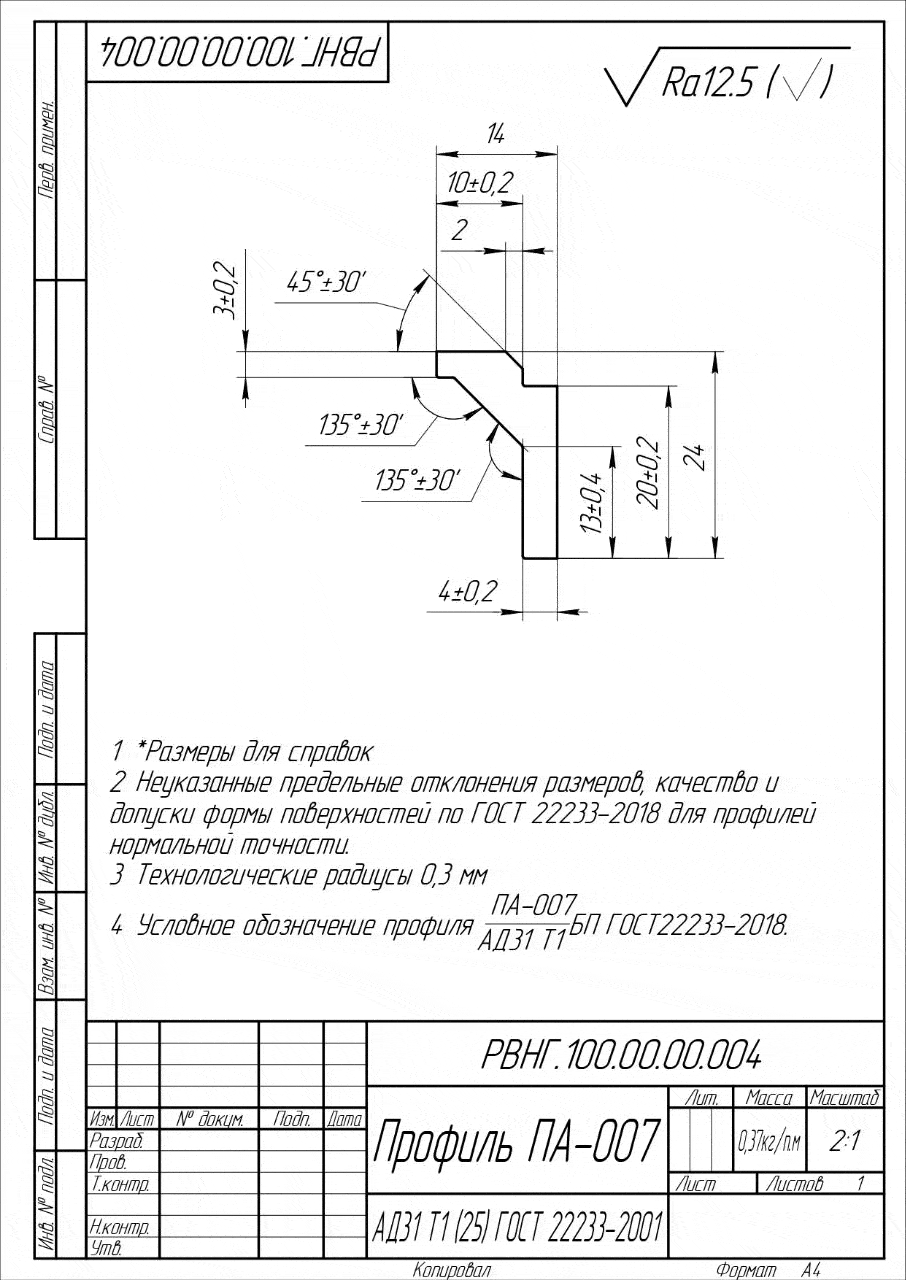 РВНГ.100.00.00.004
Ra12.5 ( )
Перв. примен.
Справ. №
Подп. и дата
Инв. № дубл.
Взам. инв. №
Подп. и дата
Инв. № подл.
14
10±0,2
2
3±0,2
45°±30'
135°±30'
135°±30'
13±0,4
20±0,2
24
4±0,2
1 *Размеры для справок
2 Неуказанные предельные отклонения размеров, качество и
допуски формы поверхностей по ГОСТ 22233-2018 для профилей
нормальной точности.
3 Технологические радиусы 0,3 мм
ПА-007
4 Условное обозначение профиля БП ГОСТ22233-2018.
АД31 Т1
РВНГ.100.00.00.004
Лит. Масса Масштаб
Изм. Лист № докум. Подп. Дата
Разраб.
Пров.
Т.контр.
Н.контр.
Утв.
Профиль ПА-007
0,37кг/п.м 2:1
Лист Листов 1
АД31 Т1 (25) ГОСТ 22233-2001
Копировал Формат А4